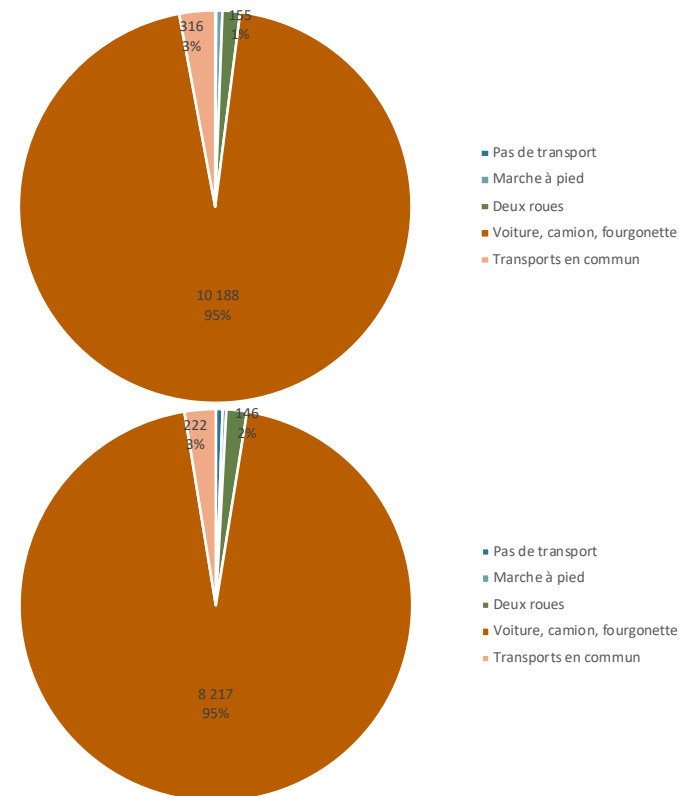 316
3%
155
1%
10 188
95%
Pas de transport
Marche à pied
Deux roues
Voiture, camion, fourgonette
Transports en commun
222
3%
146
2%
8 217
95%
Pas de transport
Marche à pied
Deux roues
Voiture, camion, fourgonette
Transports en commun